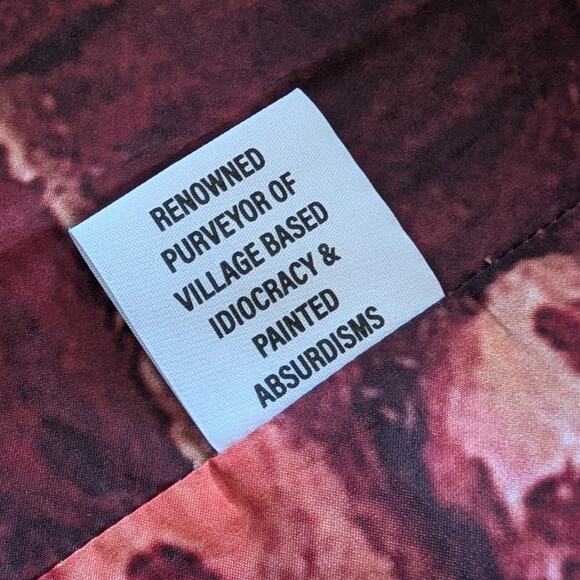 RENOWNED
PURVEYOR OF
VILLAGE BASED
IDIOCRACY &
PAINTED
ABSURDISMS